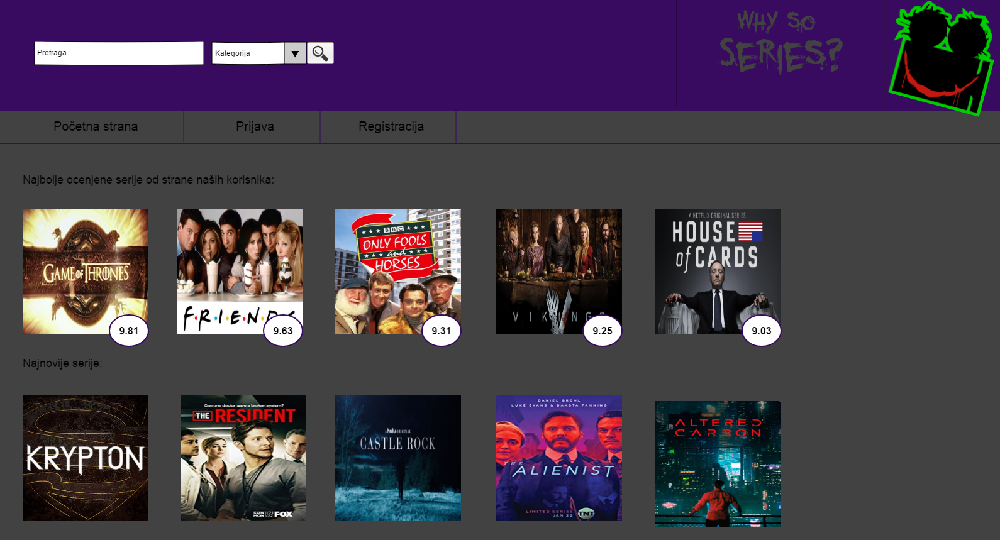 WHY SO
SERIES?
Pretraga
Kategorija
Početna strana
Prijava
Registracija
Najbolje ocenjene serije od strane naših korisnika:
GAME OF THRONES
9.81
F·R·I·E·N·D·S
9.63
BBC
ONLY FOOLS
and
HORSES
9.31
VIKINGS
9.25
A NETFLIX ORIGINAL SERIES
HOUSE
of CARDS
9.03
Najnovije serije:
KRYPTON
Can one doctor save a broken system?
THE RESIDENT
SUN
MON
FOX
A hulu ORIGINAL
CASTLE ROCK
DANIEL BRÜHL
LUKE EVANS & DAKOTA FANNING
THE
ALIENIST
LIMITED SERIES
JAN 22
TNT
ALTERED
CARBON